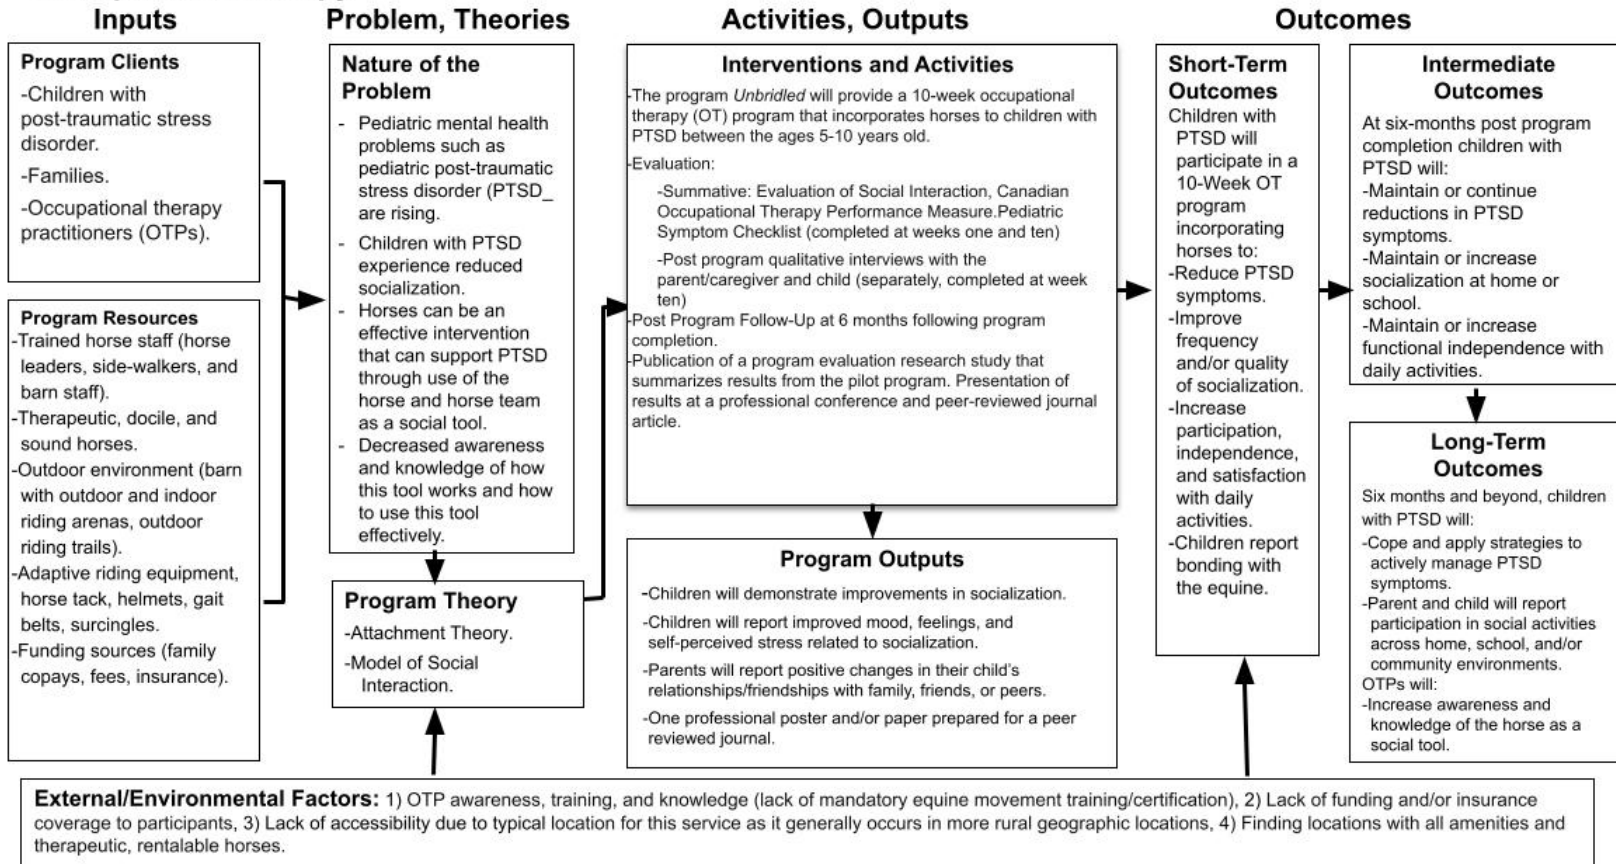 Inputs
Problem, Theories
Activities, Outputs
Outcomes
Program Clients
-Children with
post-traumatic stress
disorder.
-Families.
-Occupational therapy
practitioners (OTPs).
Program Resources
-Trained horse staff (horse
leaders, side-walkers, and
barn staff).
-Therapeutic, docile, and
sound horses.
-Outdoor environment (barn
with outdoor and indoor
riding arenas, outdoor
riding trails).
-Adaptive riding equipment,
horse tack, helmets, gait
belts, surcingles.
-Funding sources (family
copays, fees, insurance).
Nature of the
Problem
- Pediatric mental health
problems such as
pediatric post-traumatic
stress disorder (PTSD_
are rising.
- Children with PTSD
experience reduced
socialization.
- Horses can be an
effective intervention
that can support PTSD
through use of the
horse and horse team
as a social tool.
- Decreased awareness
and knowledge of how
this tool works and how
to use this tool
effectively.
Program Theory
-Attachment Theory.
-Model of Social
Interaction.
Interventions and Activities
-The program Unbridled will provide a 10-week occupational
therapy (OT) program that incorporates horses to children with
PTSD between the ages 5-10 years old.
-Evaluation:
-Summative: Evaluation of Social Interaction, Canadian
Occupational Therapy Performance Measure.Pediatric
Symptom Checklist (completed at weeks one and ten)
-Post program qualitative interviews with the
parent/caregiver and child (separately, completed at week
ten)
-Post Program Follow-Up at 6 months following program
completion.
-Publication of a program evaluation research study that
summarizes results from the pilot program. Presentation of
results at a professional conference and peer-reviewed journal
article.
Program Outputs
-Children will demonstrate improvements in socialization.
-Children will report improved mood, feelings, and
self-perceived stress related to socialization.
-Parents will report positive changes in their child's
relationships/friendships with family, friends, or peers.
-One professional poster and/or paper prepared for a peer
reviewed journal.
Short-Term
Outcomes
Children with
PTSD will
participate in a
10-Week OT
program
incorporating
horses to:
-Reduce PTSD
symptoms.
-Improve
frequency
and/or quality
of socialization.
-Increase
participation,
independence,
and satisfaction
with daily
activities.
-Children report
bonding with
the equine.
Intermediate
Outcomes
At six-months post program
completion children with
PTSD will:
-Maintain or continue
reductions in PTSD
symptoms.
-Maintain or increase
socialization at home or
school.
-Maintain or increase
functional independence with
daily activities.
Long-Term
Outcomes
Six months and beyond, children
with PTSD will:
-Cope and apply strategies to
actively manage PTSD
symptoms.
-Parent and child will report
participation in social activities
across home, school, and/or
community environments.
OTPs will:
-Increase awareness and
knowledge of the horse as a
social tool.
External/Environmental Factors: 1) OTP awareness, training, and knowledge (lack of mandatory equine movement training/certification), 2) Lack of funding and/or insurance
coverage to participants, 3) Lack of accessibility due to typical location for this service as it generally occurs in more rural geographic locations, 4) Finding locations with all amenities and
therapeutic, rentalable horses.